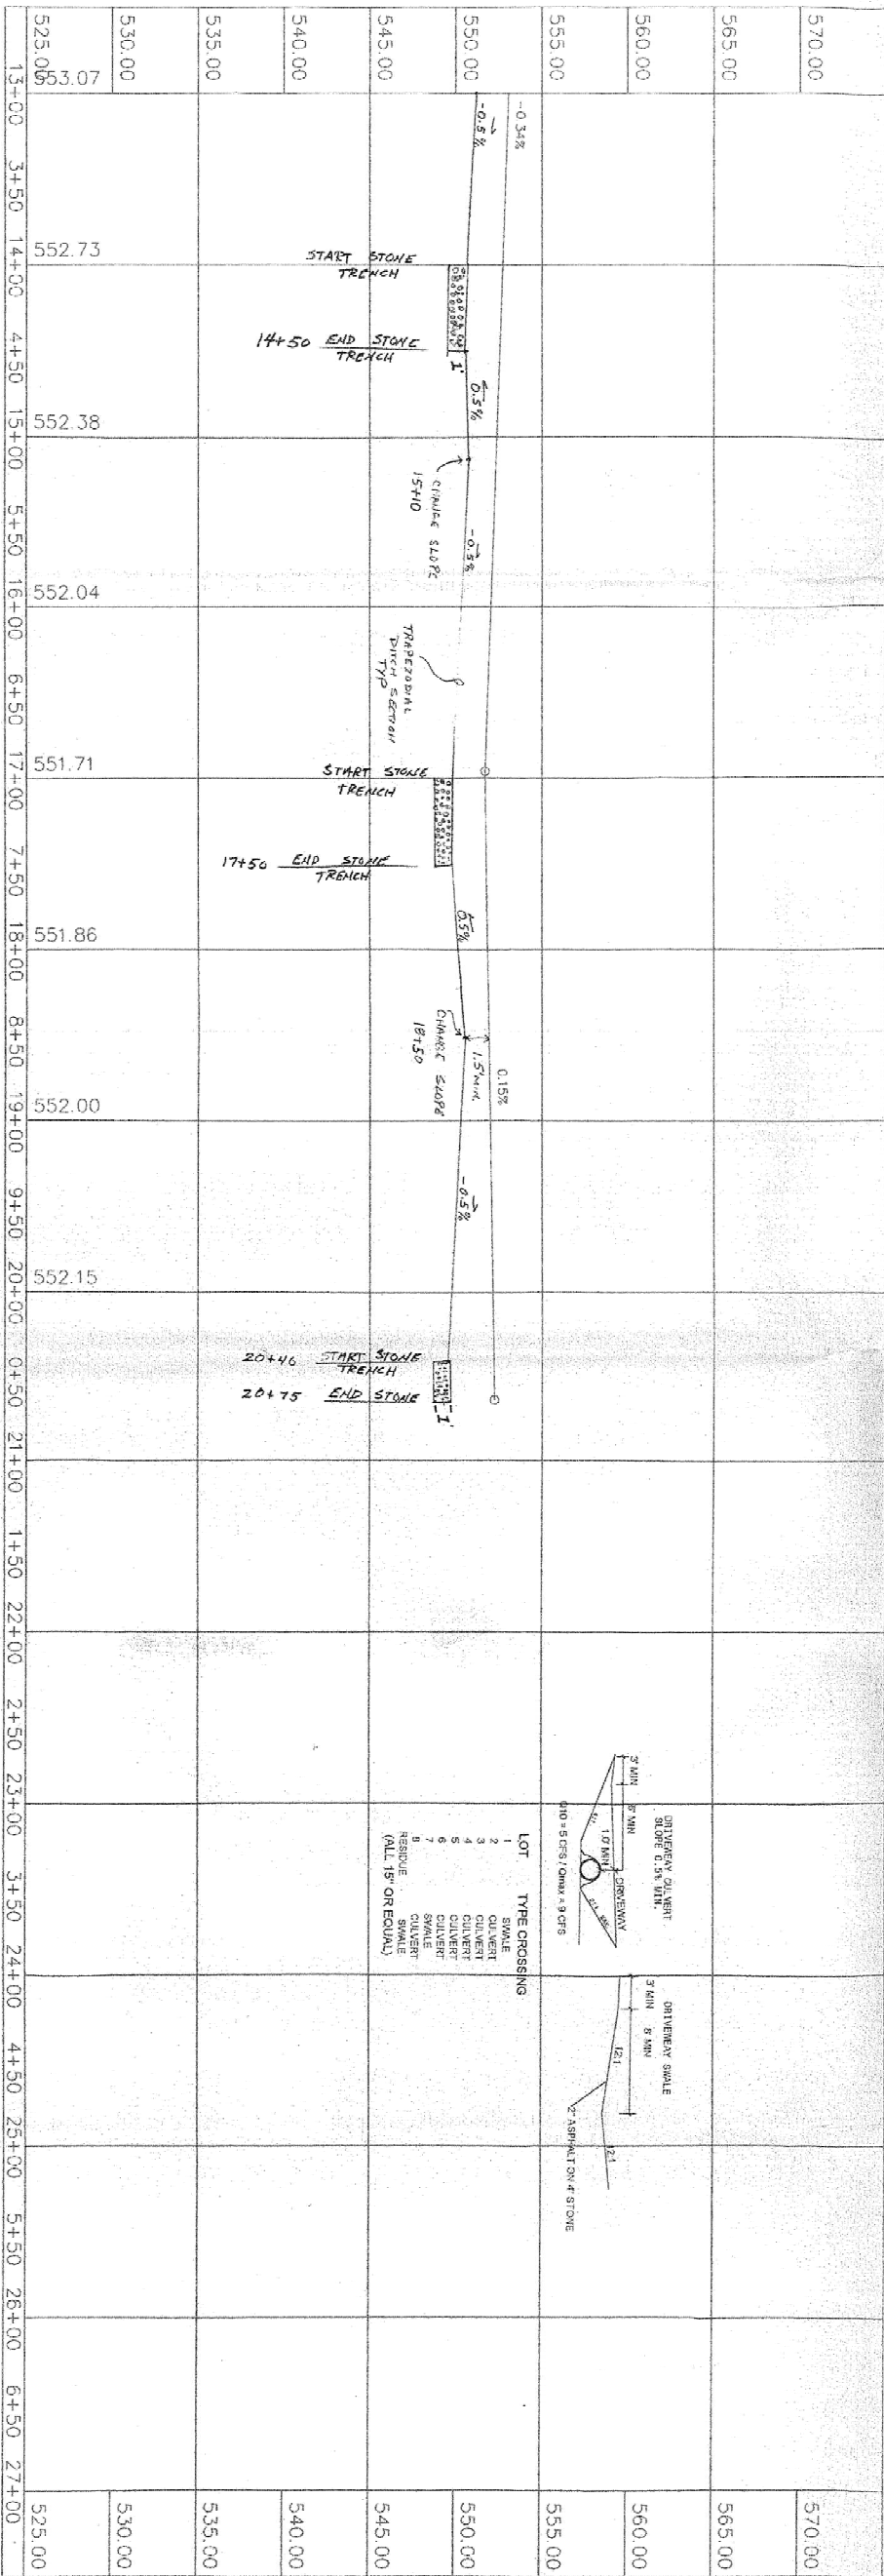 570.00
565.00
560.00
555.00
550.00
545.00
540.00
535.00
530.00
525.00
570.00
565.00
560.00
555.00
550.00
545.00
540.00
535.00
530.00
525.00
-0.34%
-0.5%
START STONE
TRENCH
14+50 END STONE
TRENCH
1'
0.5%
CHANGE SLOPE
15+10
-0.5%
TRAPEZODIAL
DITCH SECTION
TYP
START STONE
TRENCH
17+50 END STONE
TRENCH
0.5%
CHANGE SLOPE
18+50
1.5' MIN.
0.15%
-0.5%
20+46 START STONE
TRENCH
20+75 END STONE
1'
DRIVEWAY CULVERT
SLOPE 0.5% MIN.
3' MIN
8' MIN
1.0' MIN
DRIVEWAY
Q10 = 5 CFS / Qmax = 9 CFS
DRIVEWAY SWALE
3' MIN
8' MIN
12:1
12:1
2" ASPHALT ON 4" STONE
LOT TYPE CROSSING
1 SWALE
2 CULVERT
3 CULVERT
4 CULVERT
5 CULVERT
6 CULVERT
7 SWALE
8 CULVERT
RESIDUE SWALE
(ALL 15" OR EQUAL)
553.07
552.73
552.38
552.04
551.71
551.86
552.00
552.15
13+00
3+50
14+00
4+50
15+00
5+50
16+00
6+50
17+00
7+50
18+00
8+50
19+00
9+50
20+00
0+50
21+00
1+50
22+00
2+50
23+00
3+50
24+00
4+50
25+00
5+50
26+00
6+50
27+00